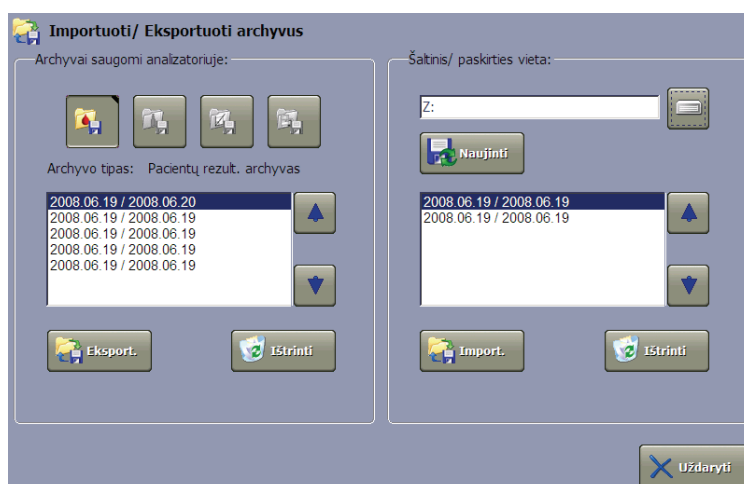 Importuoti/ Eksportuoti archyvus
Archyvai saugomi analizatoriuje:
Archyvo tipas: Pacientų rezult. archyvas
2008.06.19 / 2008.06.20
2008.06.19 / 2008.06.19
2008.06.19 / 2008.06.19
2008.06.19 / 2008.06.19
2008.06.19 / 2008.06.19
Eksport.
Ištrinti
Šaltinis/ paskirties vieta:
Z:
Naujinti
2008.06.19 / 2008.06.19
2008.06.19 / 2008.06.19
Import.
Ištrinti
Uždaryti